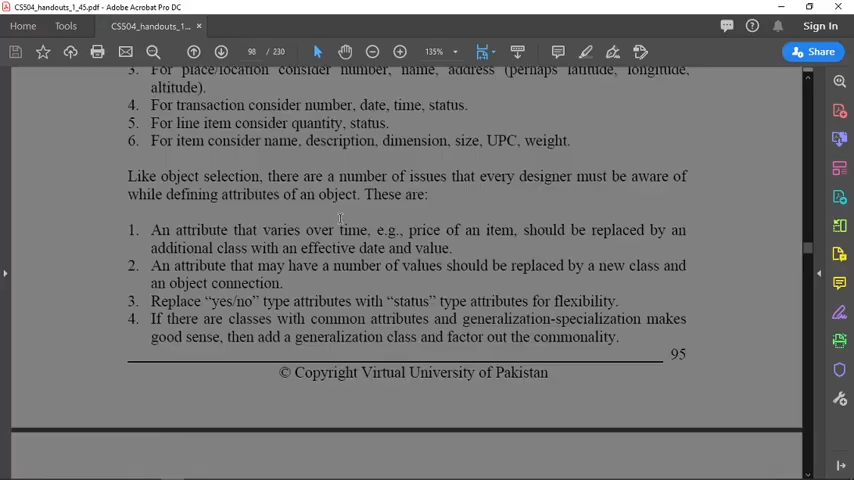 CS504_handouts_1_45.pdf - Adobe Acrobat Pro DC
Home Tools CS504_handouts_1_... × Sign In
98 / 230 135% Share
3. For place/location consider number, name, address (perhaps latitude, longitude,
altitude).
4. For transaction consider number, date, time, status.
5. For line item consider quantity, status.
6. For item consider name, description, dimension, size, UPC, weight.
Like object selection, there are a number of issues that every designer must be aware of
while defining attributes of an object. These are:
1. An attribute that varies over time, e.g., price of an item, should be replaced by an
additional class with an effective date and value.
2. An attribute that may have a number of values should be replaced by a new class and
an object connection.
3. Replace “yes/no” type attributes with “status” type attributes for flexibility.
4. If there are classes with common attributes and generalization-specialization makes
good sense, then add a generalization class and factor out the commonality.
95
© Copyright Virtual University of Pakistan